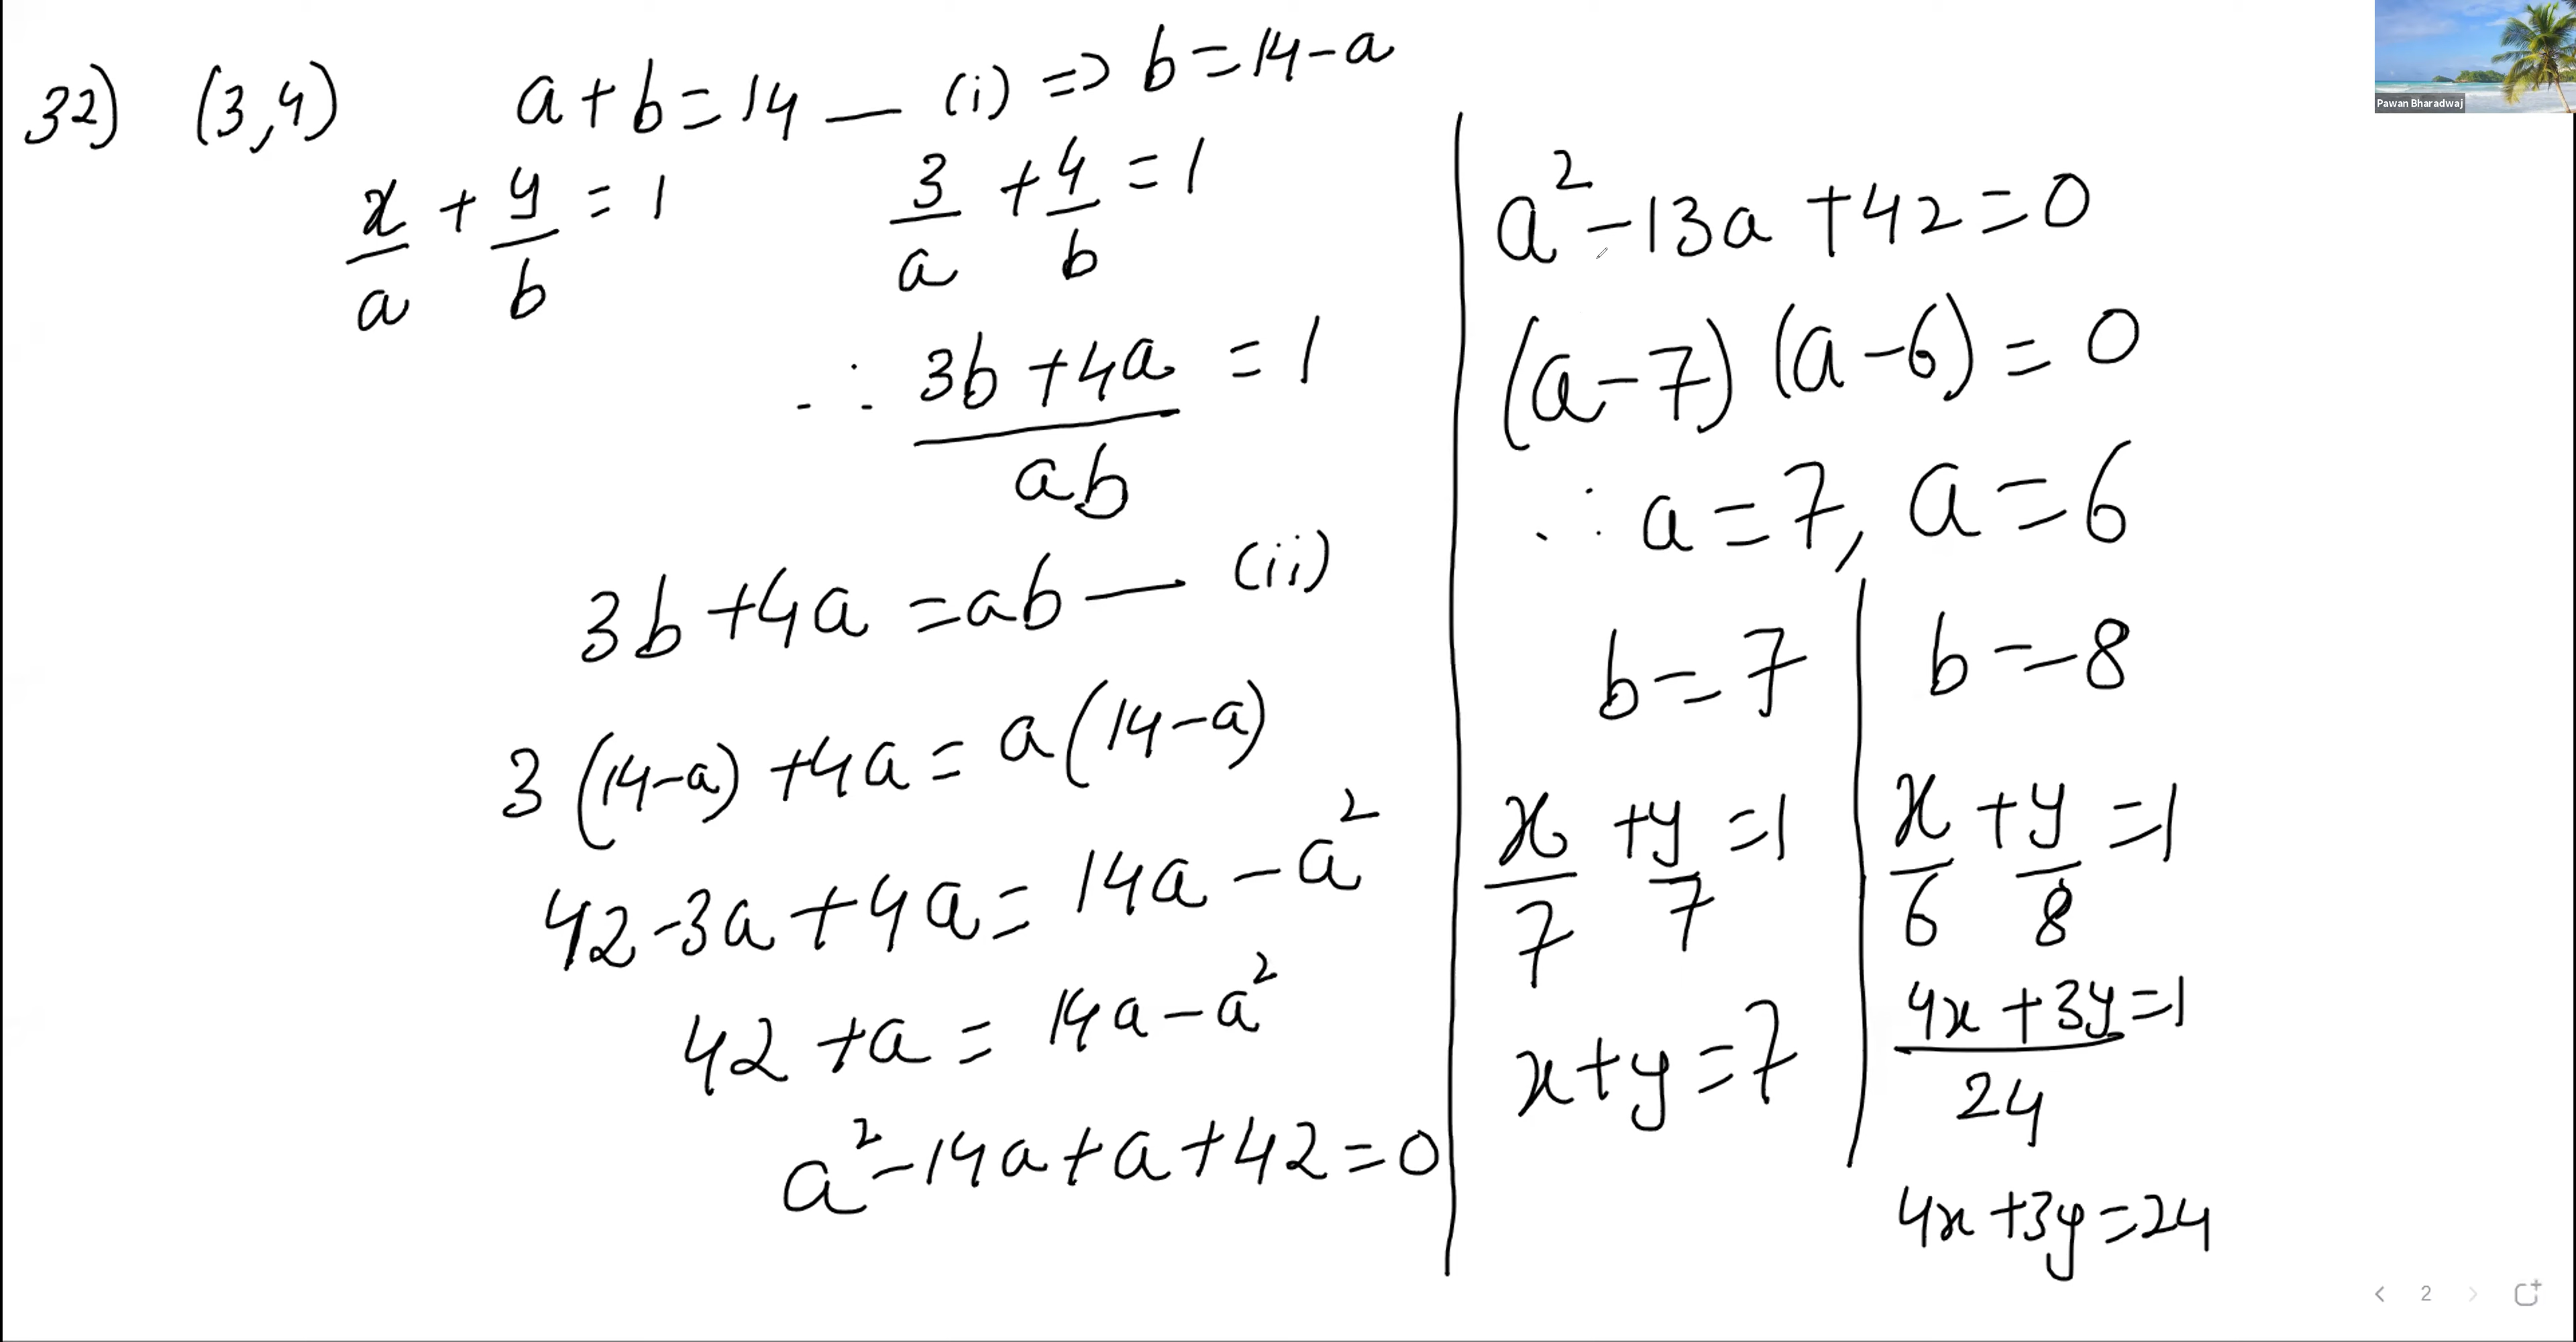 32) (3,4) a+b=14 — (i) => b=14-a
x/a + y/b = 1
3/a + 4/b = 1
∴ (3b+4a)/ab = 1
3b+4a=ab — (ii)
3(14-a)+4a=a(14-a)
42-3a+4a=14a-a²
42+a=14a-a²
a²-14a+a+42=0
a²-13a+42=0
(a-7)(a-6)=0
∴ a=7, a=6
b=7
x/7 + y/7 = 1
x+y=7
b=8
x/6 + y/8 = 1
(4x+3y)/24 = 1
4x+3y=24
Pawan Bharadwaj
2